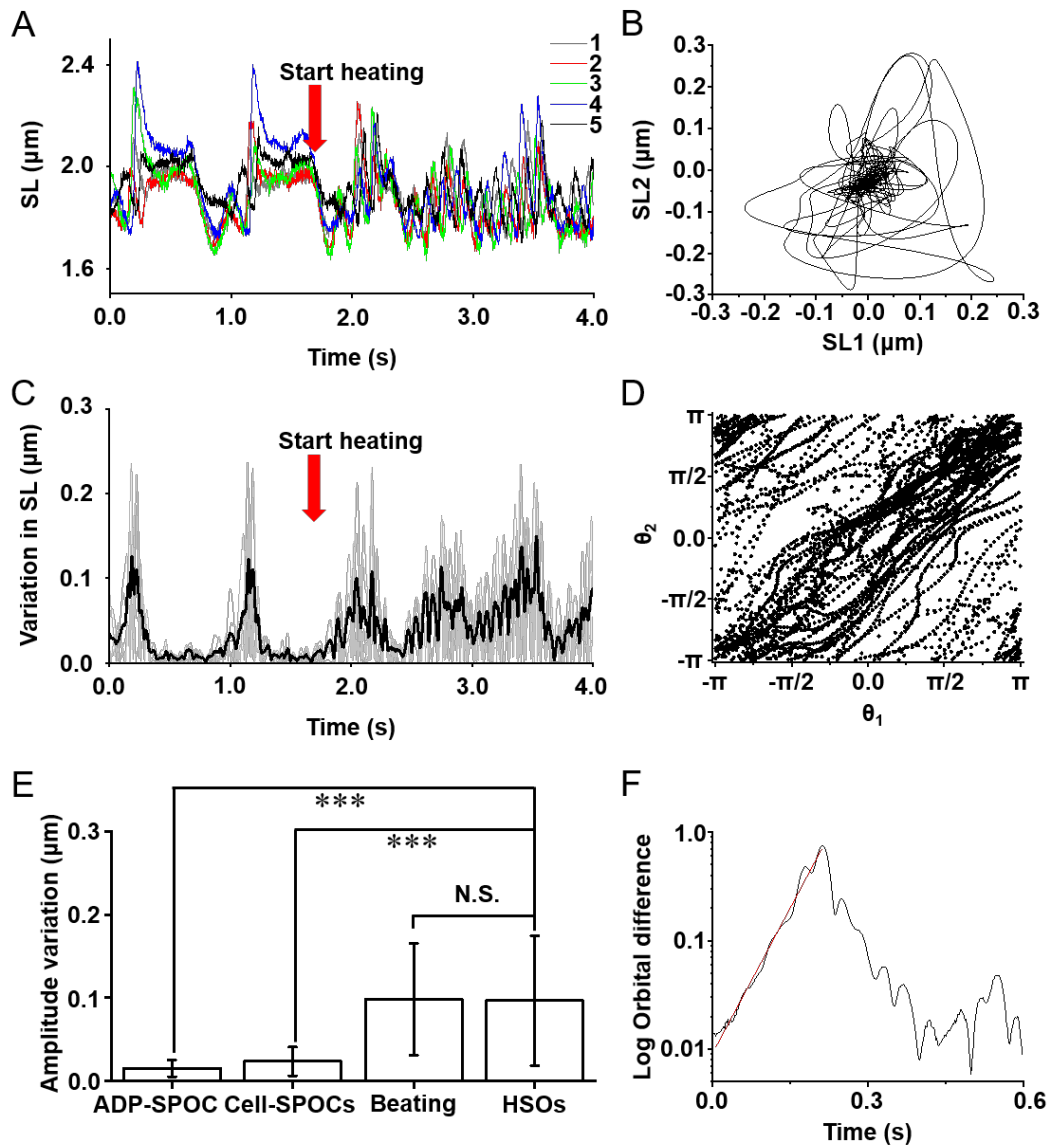 A
SL (μm)
2.4
2.0
1.6
0.0
1.0
2.0
3.0
4.0
Time (s)
Start heating
1
2
3
4
5
B
SL2 (μm)
0.3
0.2
0.1
0.0
-0.1
-0.2
-0.3
-0.3
-0.2
-0.1
0.0
0.1
0.2
0.3
SL1 (μm)
C
Variation in SL (μm)
0.3
0.2
0.1
0.0
0.0
1.0
2.0
3.0
4.0
Time (s)
Start heating
D
θ2
π
π/2
0.0
-π/2
-π
-π
-π/2
0.0
π/2
π
θ1
E
Amplitude variation (μm)
0.3
0.2
0.1
0.0
***
***
N.S.
ADP-SPOC
Cell-SPOCs
Beating
HSOs
F
Log Orbital difference
1.0
0.1
0.01
0.0
0.3
0.6
Time (s)